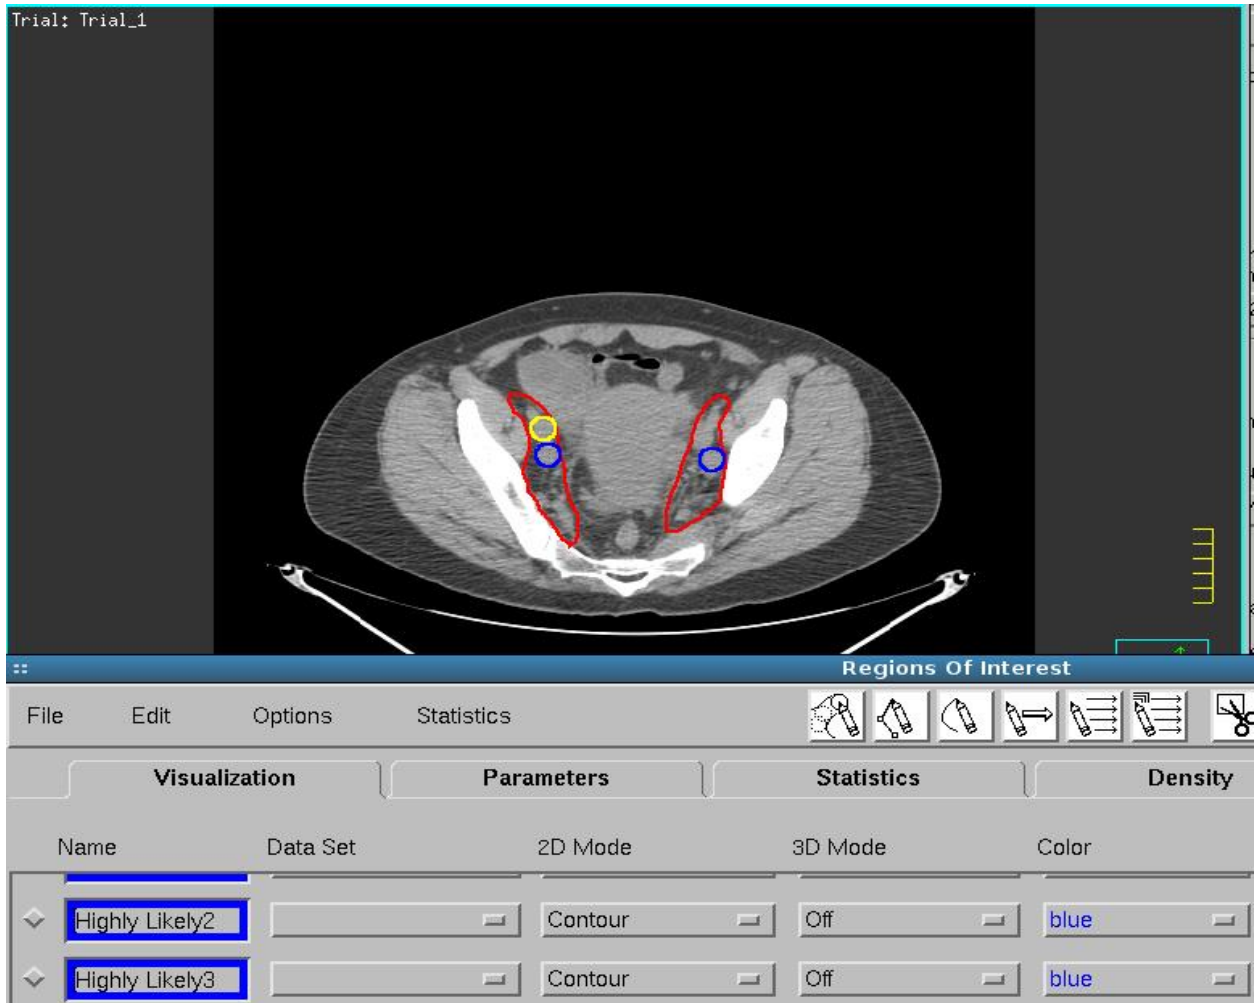 Trial: Trial_1
Regions Of Interest
File Edit Options Statistics
Visualization Parameters Statistics Density
Name Data Set 2D Mode 3D Mode Color
Highly Likely2 Contour Off blue
Highly Likely3 Contour Off blue